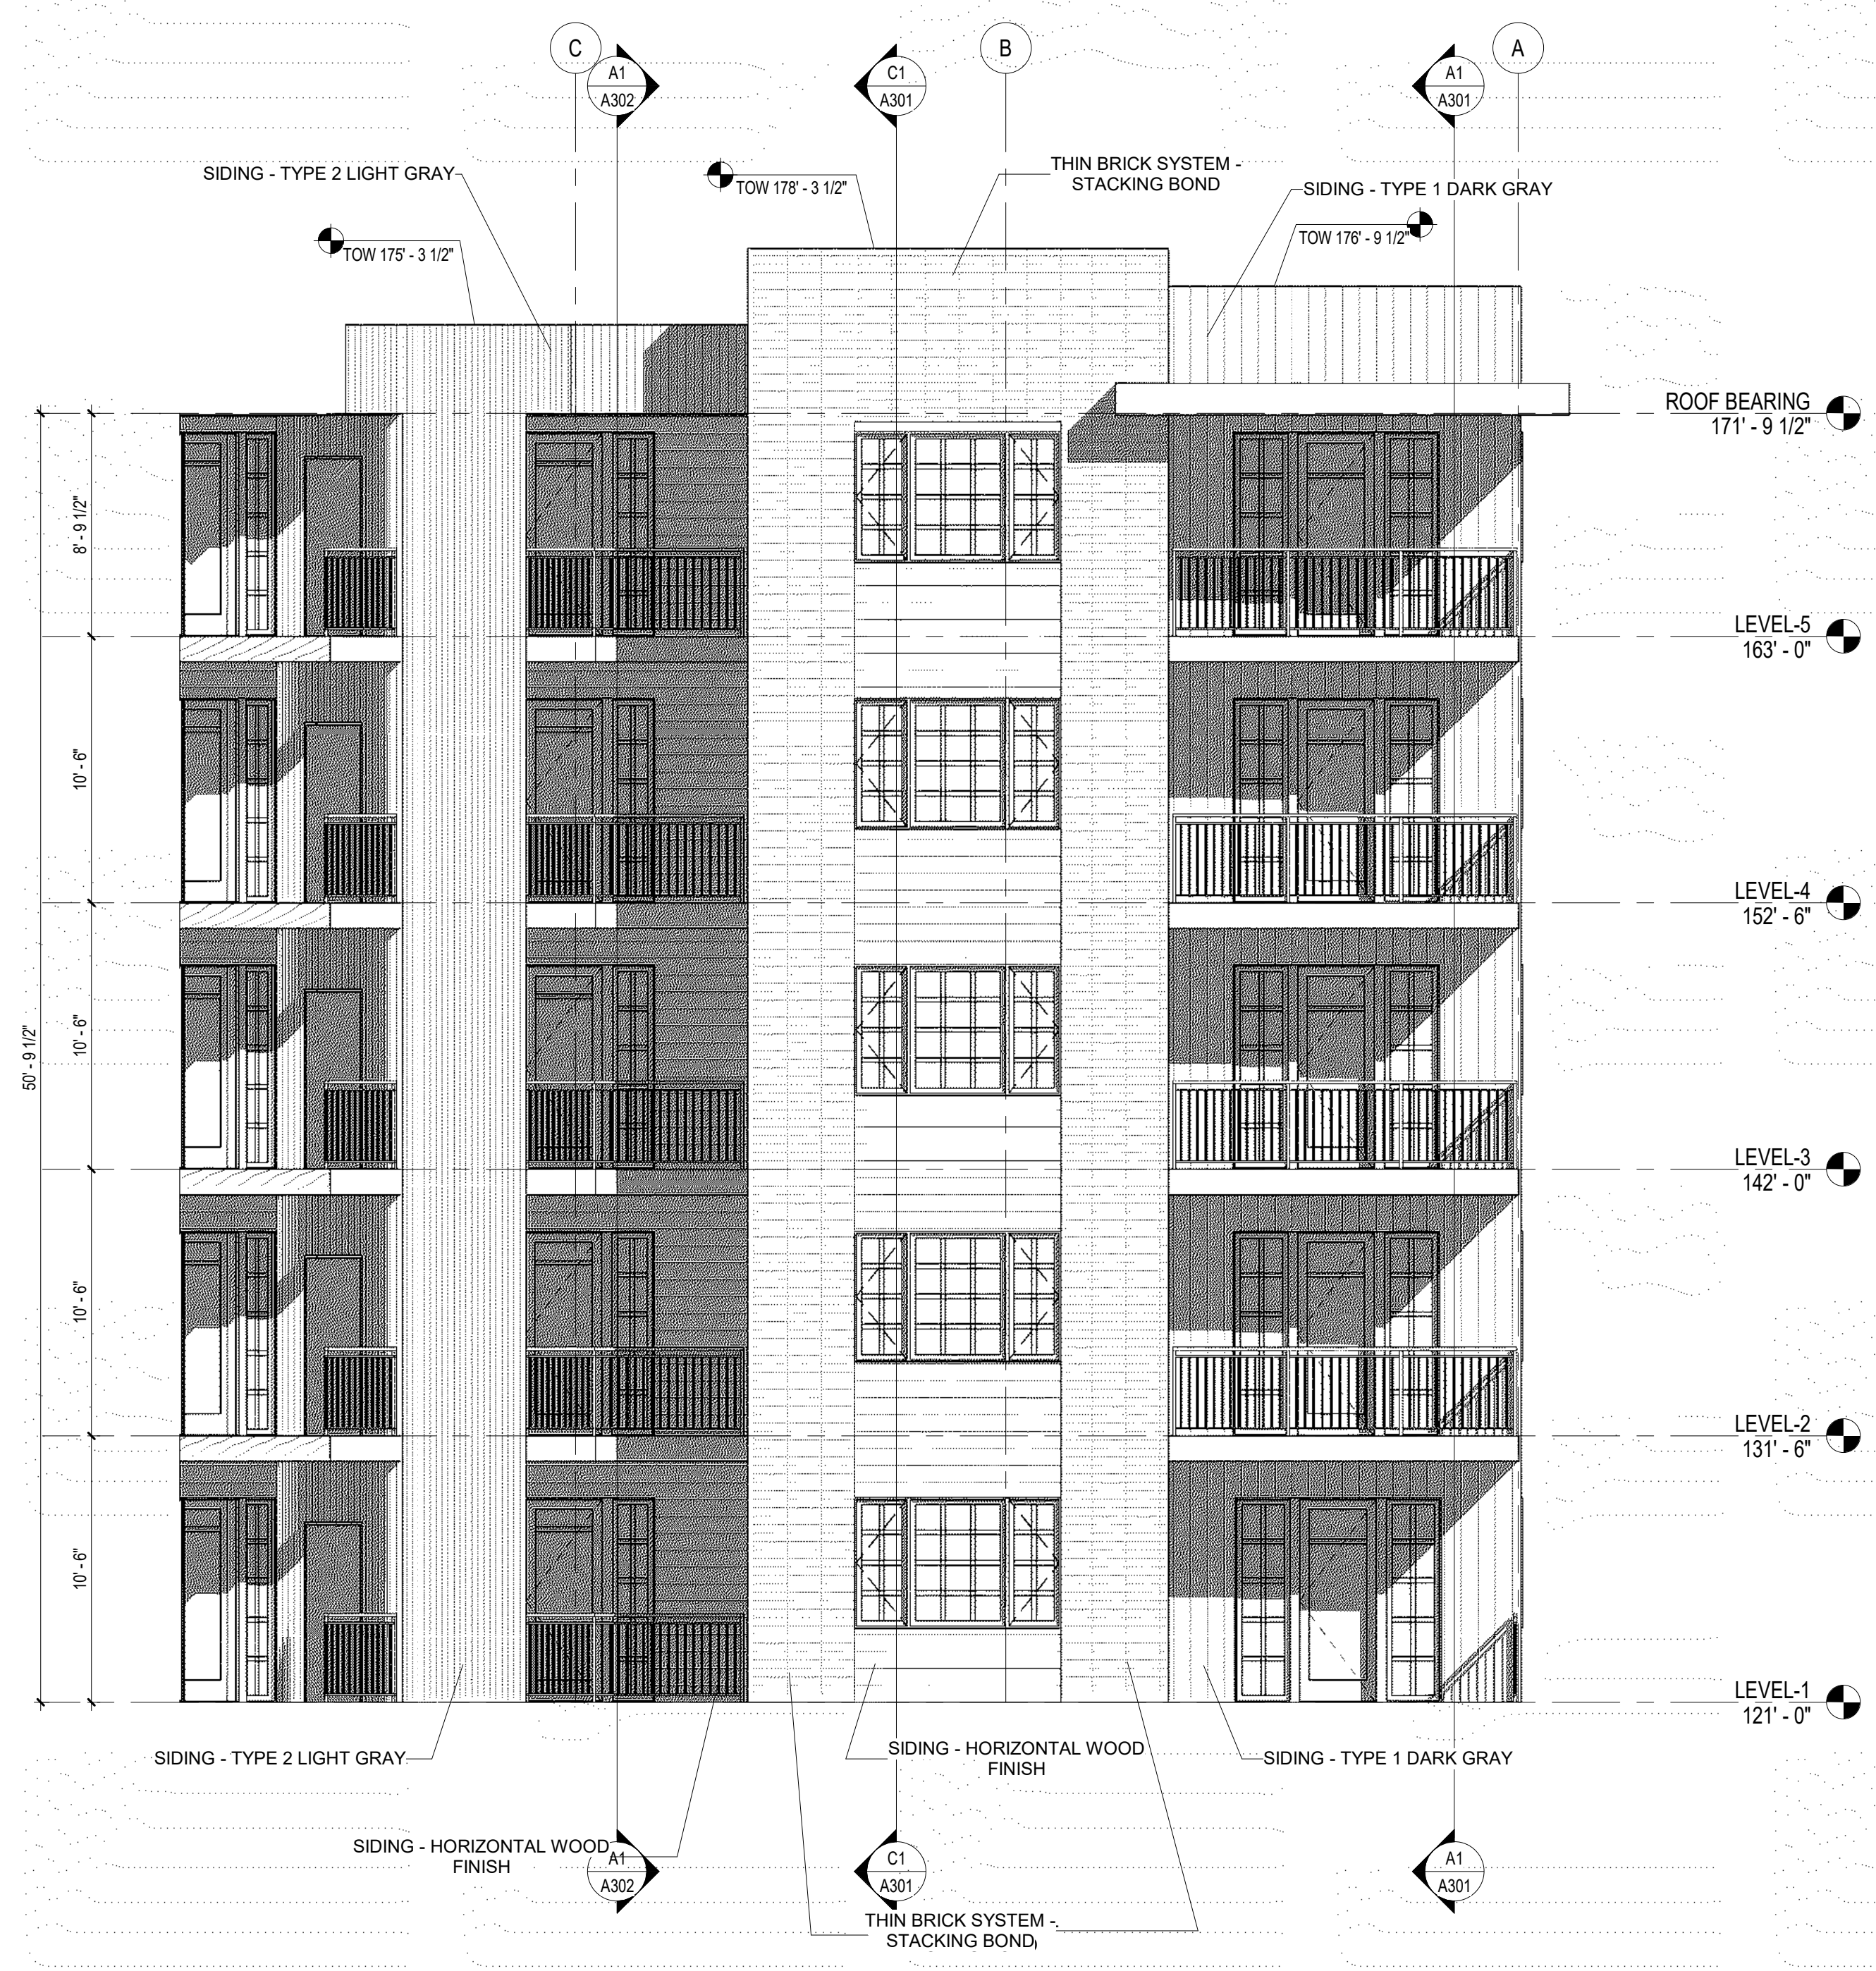 C
B
A
A1
A302
C1
A301
A1
A301
SIDING - TYPE 2 LIGHT GRAY
TOW 178' - 3 1/2"
THIN BRICK SYSTEM -
STACKING BOND
SIDING - TYPE 1 DARK GRAY
TOW 175' - 3 1/2"
TOW 176' - 9 1/2"
ROOF BEARING
171' - 9 1/2"
8' - 9 1/2"
LEVEL-5
163' - 0"
10' - 6"
LEVEL-4
152' - 6"
50' - 9 1/2"
10' - 6"
LEVEL-3
142' - 0"
10' - 6"
LEVEL-2
131' - 6"
10' - 6"
LEVEL-1
121' - 0"
SIDING - TYPE 2 LIGHT GRAY
SIDING - HORIZONTAL WOOD
FINISH
SIDING - TYPE 1 DARK GRAY
SIDING - HORIZONTAL WOOD
FINISH
A1
A302
C1
A301
A1
A301
THIN BRICK SYSTEM -
STACKING BOND